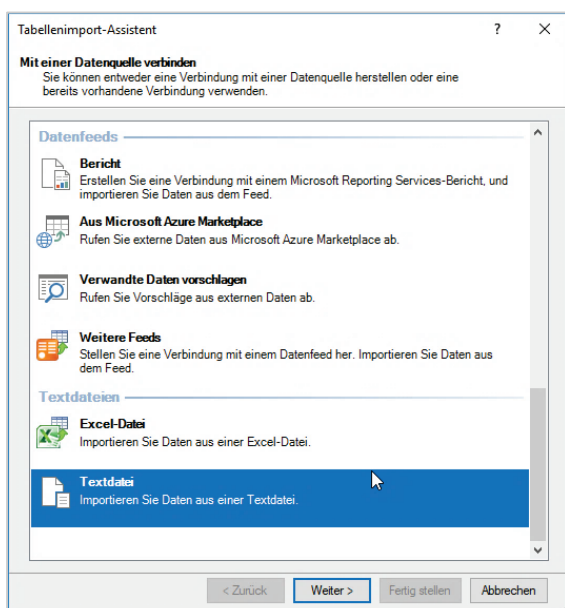 Tabellenimport-Assistent
?
Mit einer Datenquelle verbinden
Sie können entweder eine Verbindung mit einer Datenquelle herstellen oder eine
bereits vorhandene Verbindung verwenden.
Datenfeeds
Bericht
Erstellen Sie eine Verbindung mit einem Microsoft Reporting Services-Bericht, und
importieren Sie Daten aus dem Feed.
Aus Microsoft Azure Marketplace
Rufen Sie externe Daten aus Microsoft Azure Marketplace ab.
Verwandte Daten vorschlagen
Rufen Sie Vorschläge aus externen Daten ab.
Weitere Feeds
Stellen Sie eine Verbindung mit einem Datenfeed her. Importieren Sie Daten aus
dem Feed.
Textdateien
Excel-Datei
Importieren Sie Daten aus einer Excel-Datei.
Textdatei
Importieren Sie Daten aus einer Textdatei.
< Zurück Weiter > Fertig stellen Abbrechen